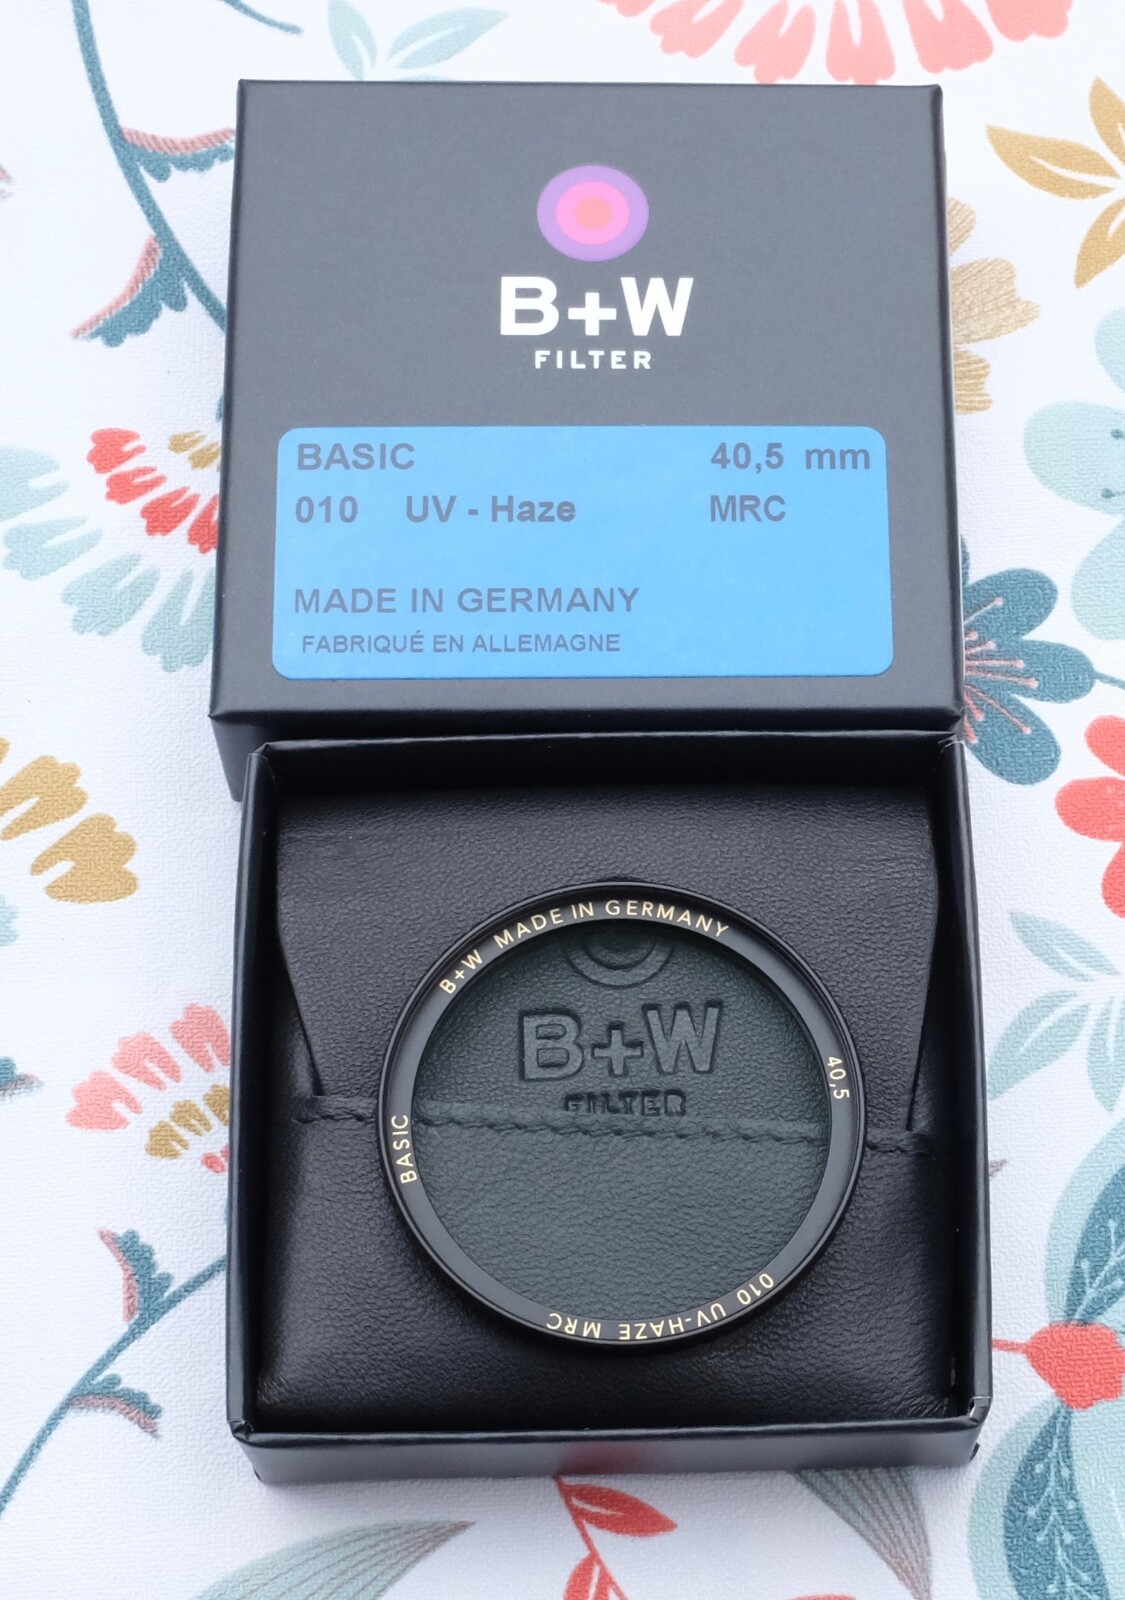 B+W
FILTER
BASIC 40,5 mm
010 UV - Haze MRC
MADE IN GERMANY
FABRIQUÉ EN ALLEMAGNE
B+W MADE IN GERMANY
40,5
010 UV-HAZE MRC
BASIC
B+W
FILTER